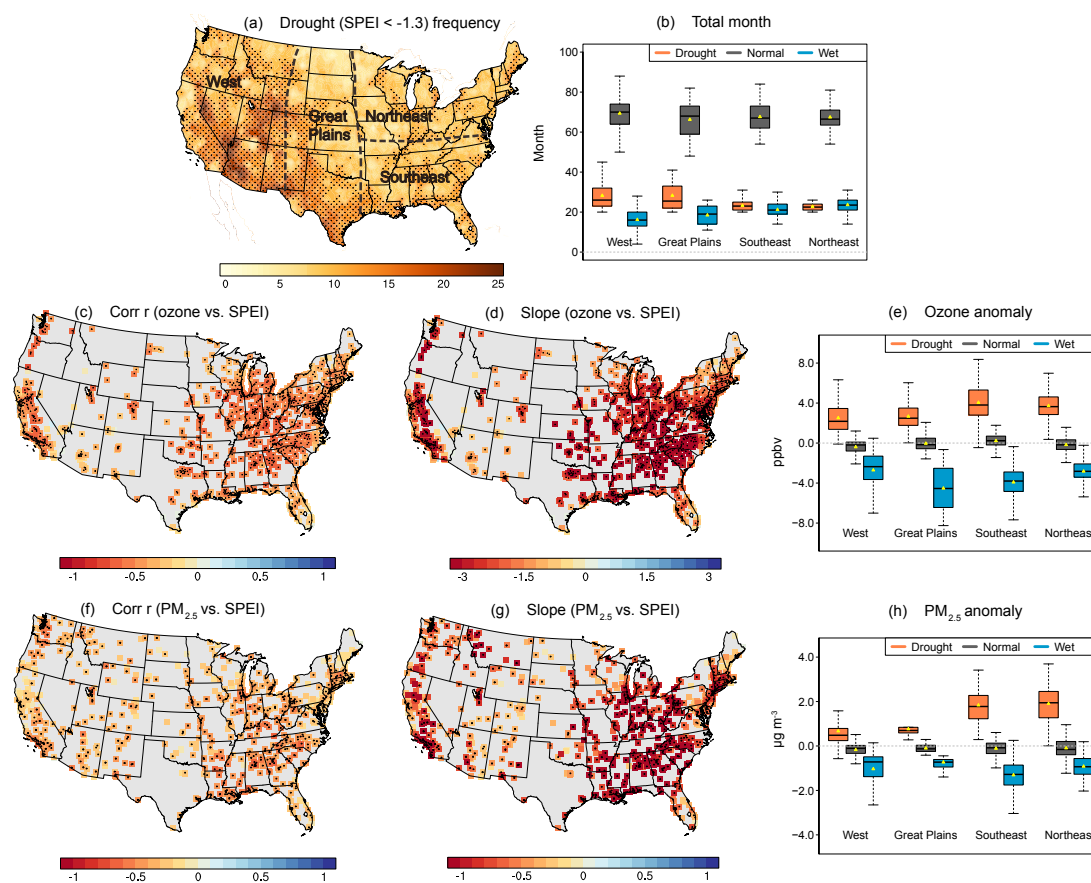 (a) Drought (SPEI < -1.3) frequency
West
Great
Plains
Northeast
Southeast
0 5 10 15 20 25
(b) Total month
Drought Normal Wet
Month
100
80
60
40
20
0
West Great Plains Southeast Northeast
(c) Corr r (ozone vs. SPEI)
-1 -0.5 0 0.5 1
(d) Slope (ozone vs. SPEI)
-3 -1.5 0 1.5 3
(e) Ozone anomaly
Drought Normal Wet
ppbv
8.0
4.0
0.0
−4.0
−8.0
West Great Plains Southeast Northeast
(f) Corr r (PM2.5 vs. SPEI)
-1 -0.5 0 0.5 1
(g) Slope (PM2.5 vs. SPEI)
-1 -0.5 0 0.5 1
(h) PM2.5 anomaly
Drought Normal Wet
µg m-3
4.0
2.0
0.0
−2.0
−4.0
West Great Plains Southeast Northeast